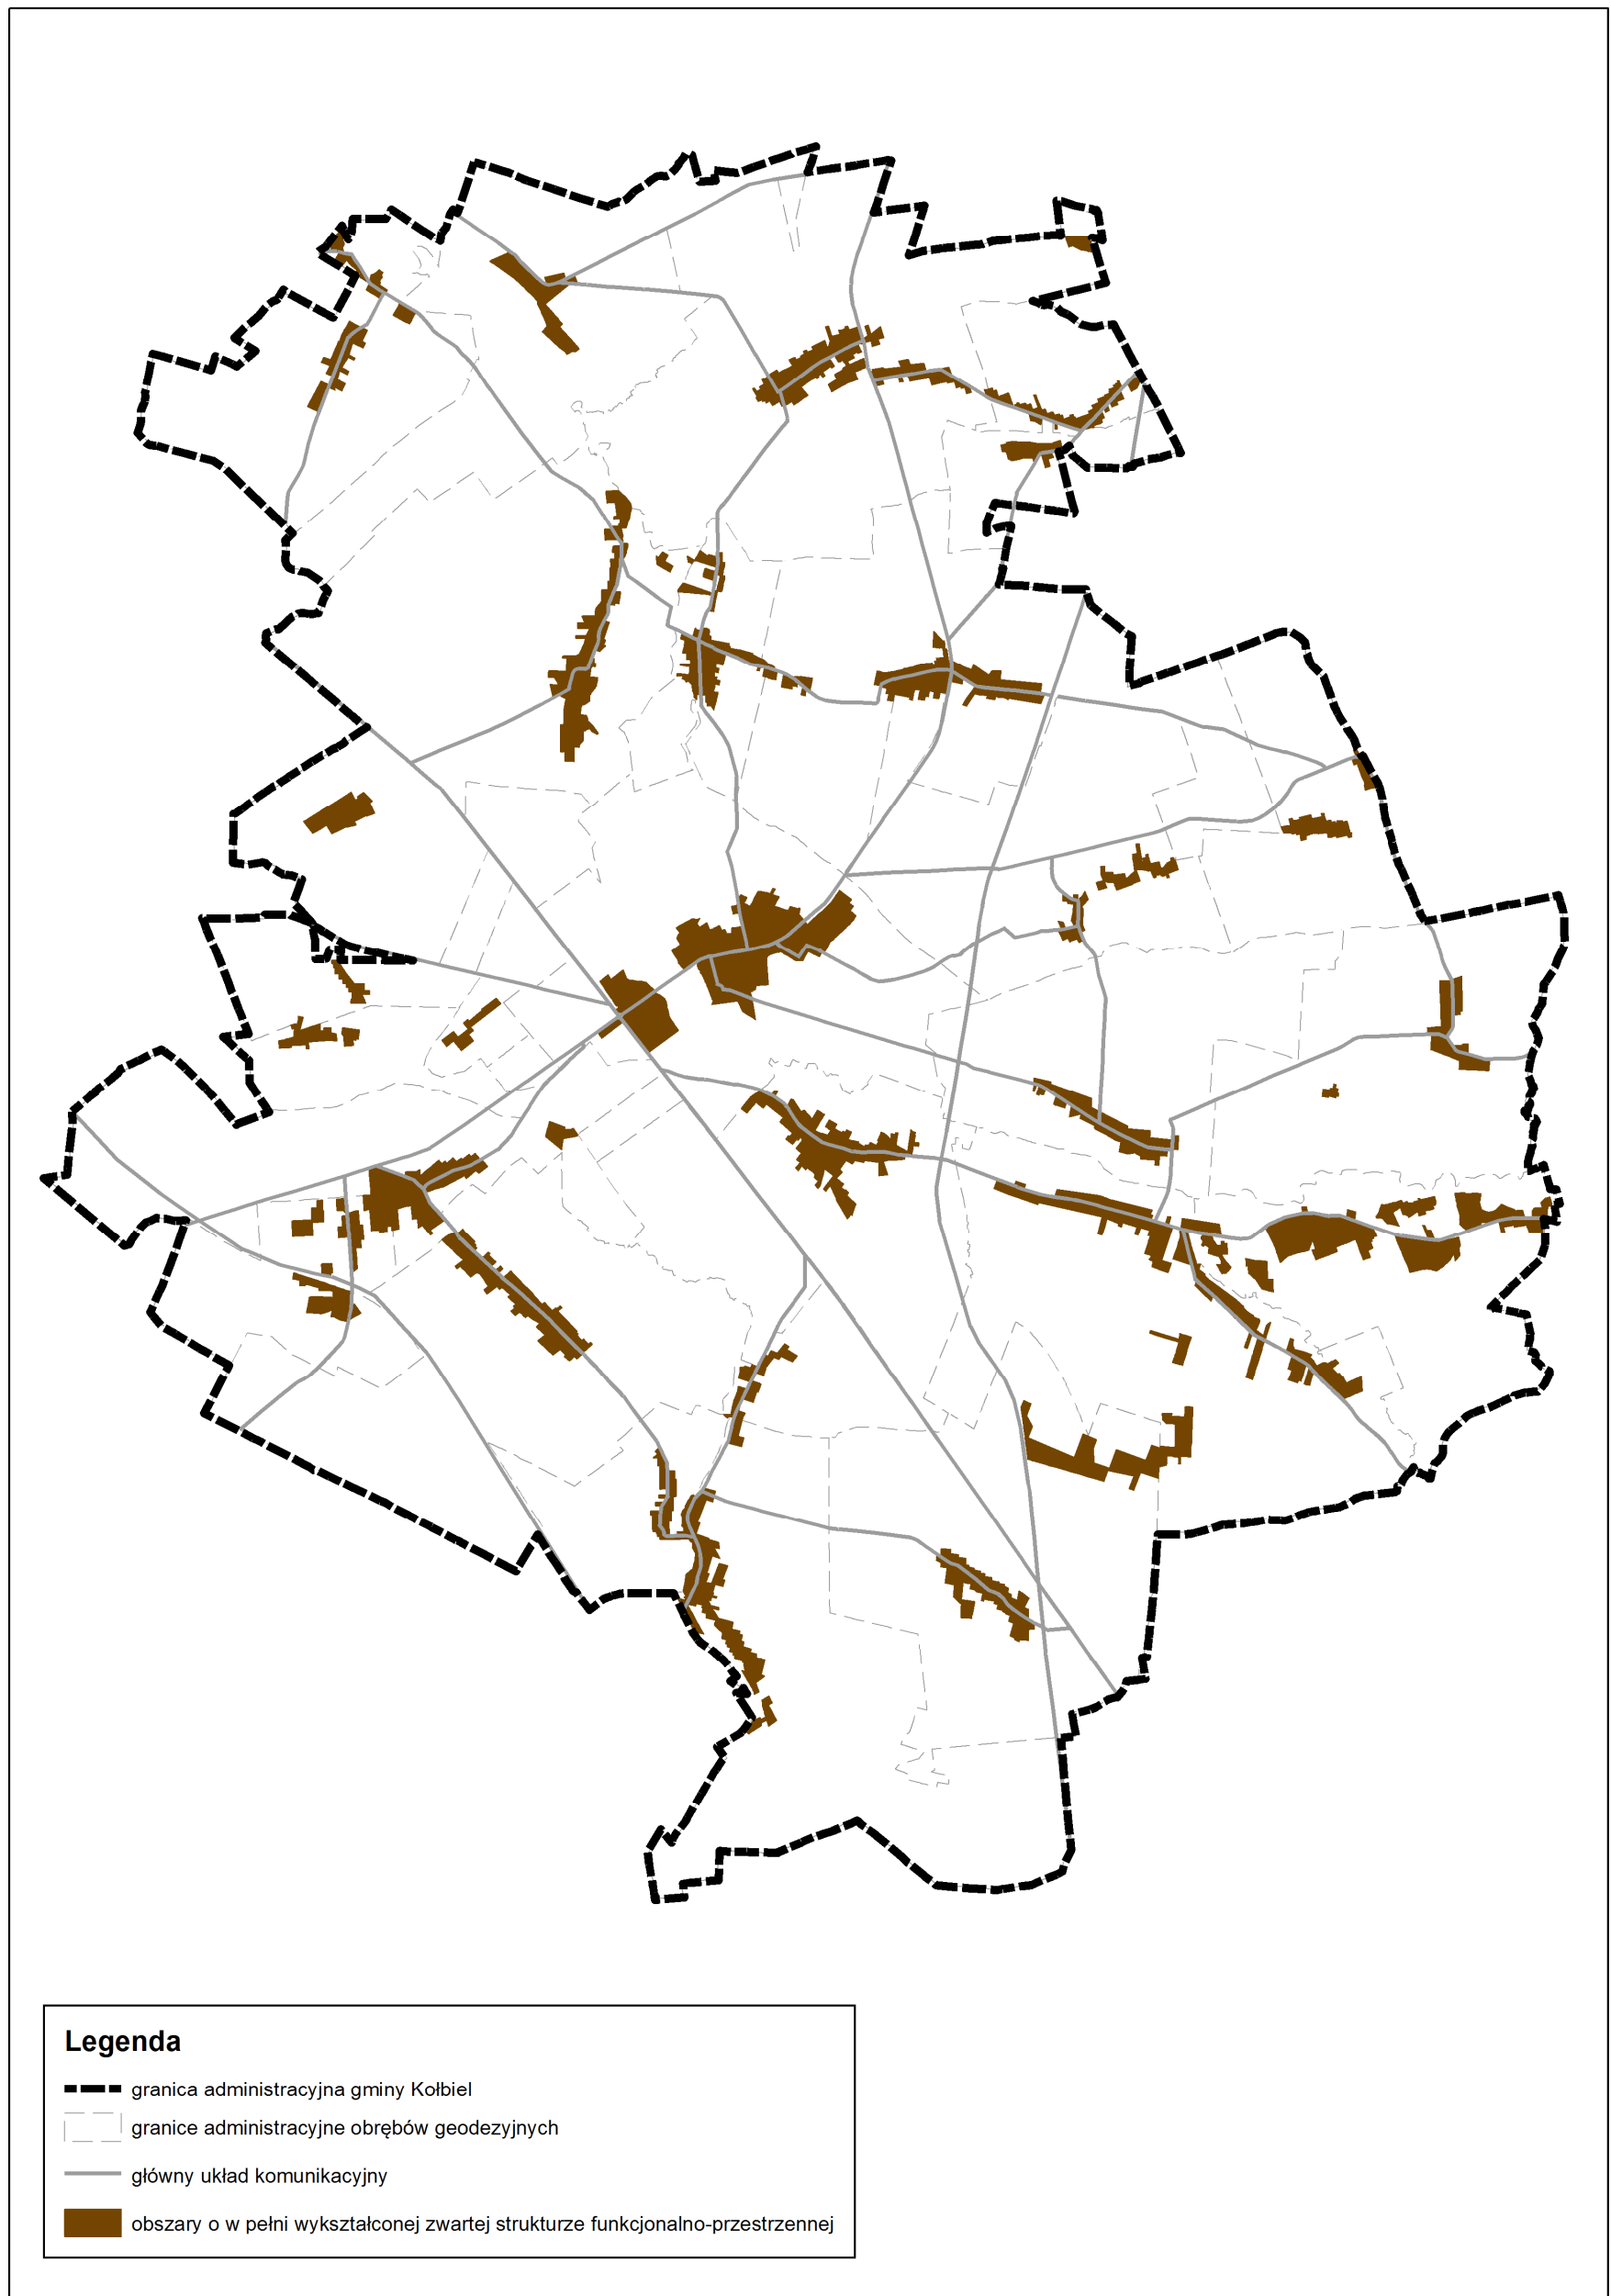 Legenda
granica administracyjna gminy Kołbiel
granice administracyjne obrębów geodezyjnych
główny układ komunikacyjny
obszary o w pełni wykształconej zwartej strukturze funkcjonalno-przestrzennej